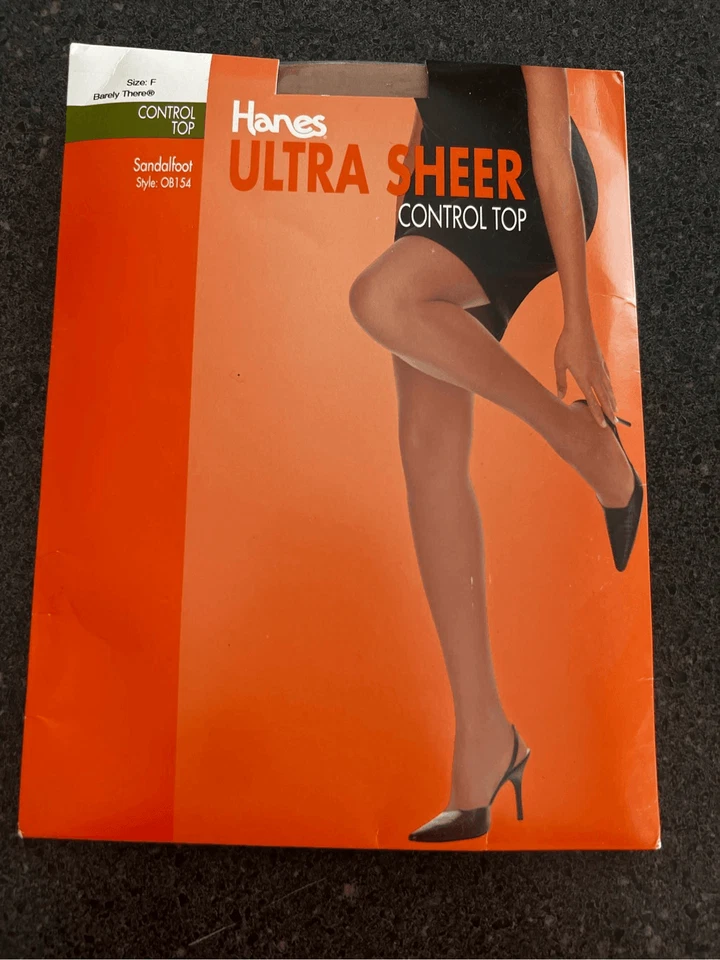 Size: F
Barely There®
CONTROL
TOP
Sandalfoot
Style: OB154
Hanes
ULTRA SHEER
CONTROL TOP